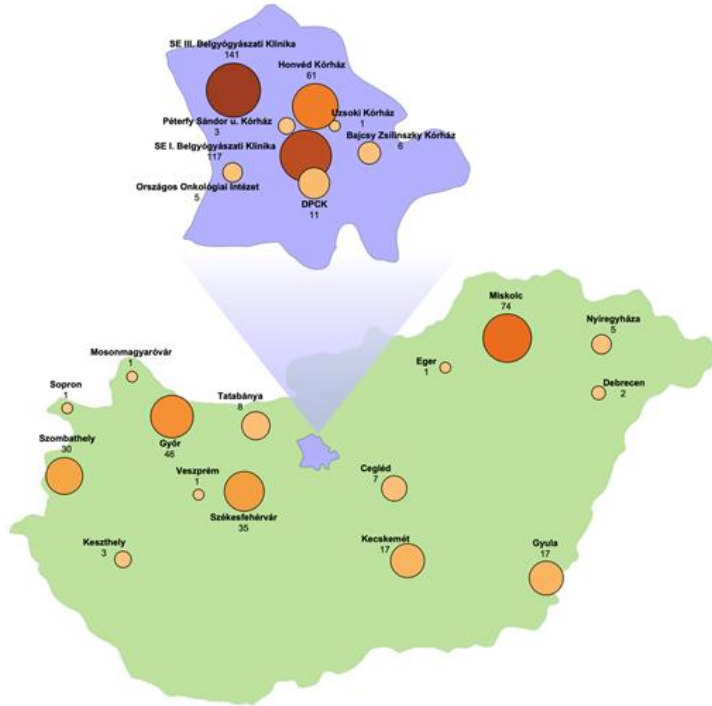 SE III. Belgyógyászati Klinika
141
Honvéd Kórház
61
Péterfy Sándor u. Kórház
3
Uzsoki Kórház
1
Bajcsy Zsilinszky Kórház
6
SE I. Belgyógyászati Klinika
117
Országos Onkológiai Intézet
5
DPCK
11
Miskolc
74
Nyíregyháza
5
Eger
1
Debrecen
2
Mosonmagyaróvár
1
Sopron
1
Tatabánya
8
Győr
46
Szombathely
30
Veszprém
1
Székesfehérvár
35
Cegléd
7
Keszthely
3
Kecskemét
17
Gyula
17